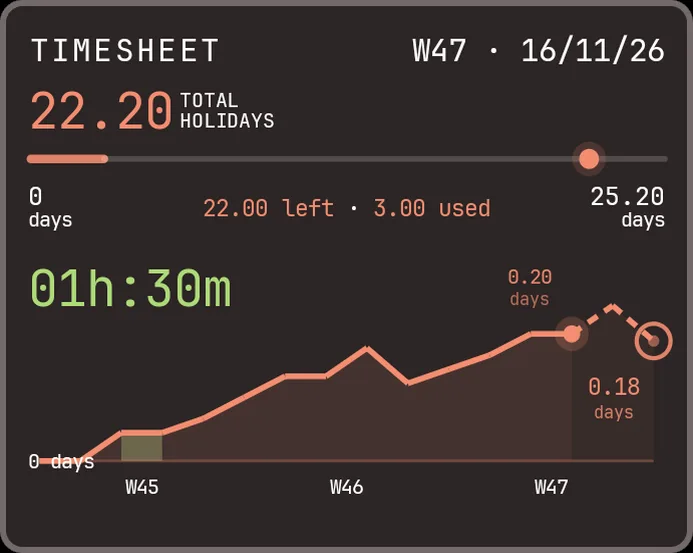 TIMESHEET
W47 · 16/11/26
22.20 TOTAL
HOLIDAYS
0
days
22.00 left · 3.00 used
25.20
days
01h:30m
0.20
days
0.18
days
0 days
W45
W46
W47